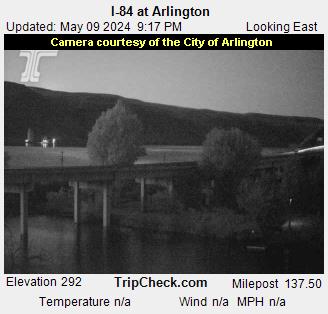 I-84 at Arlington
Updated: May 09 2024 9:17 PM Looking East
Camera courtesy of the City of Arlington
Elevation 292 TripCheck.com Milepost 137.50
Temperature n/a Wind n/a MPH n/a